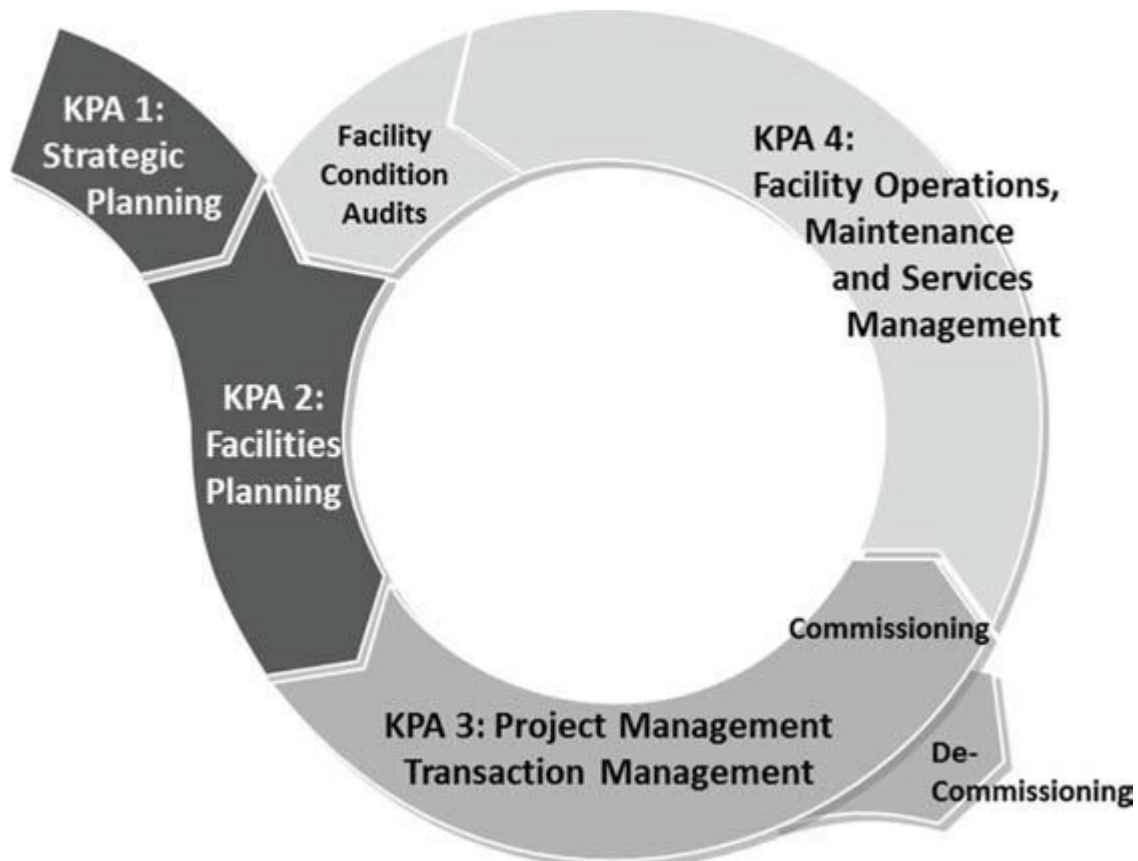 KPA 1:
Strategic
Planning
Facility
Condition
Audits
KPA 4:
Facility Operations,
Maintenance
and Services
Management
KPA 2:
Facilities
Planning
Commissioning
KPA 3: Project Management
Transaction Management
De-
Commissioning